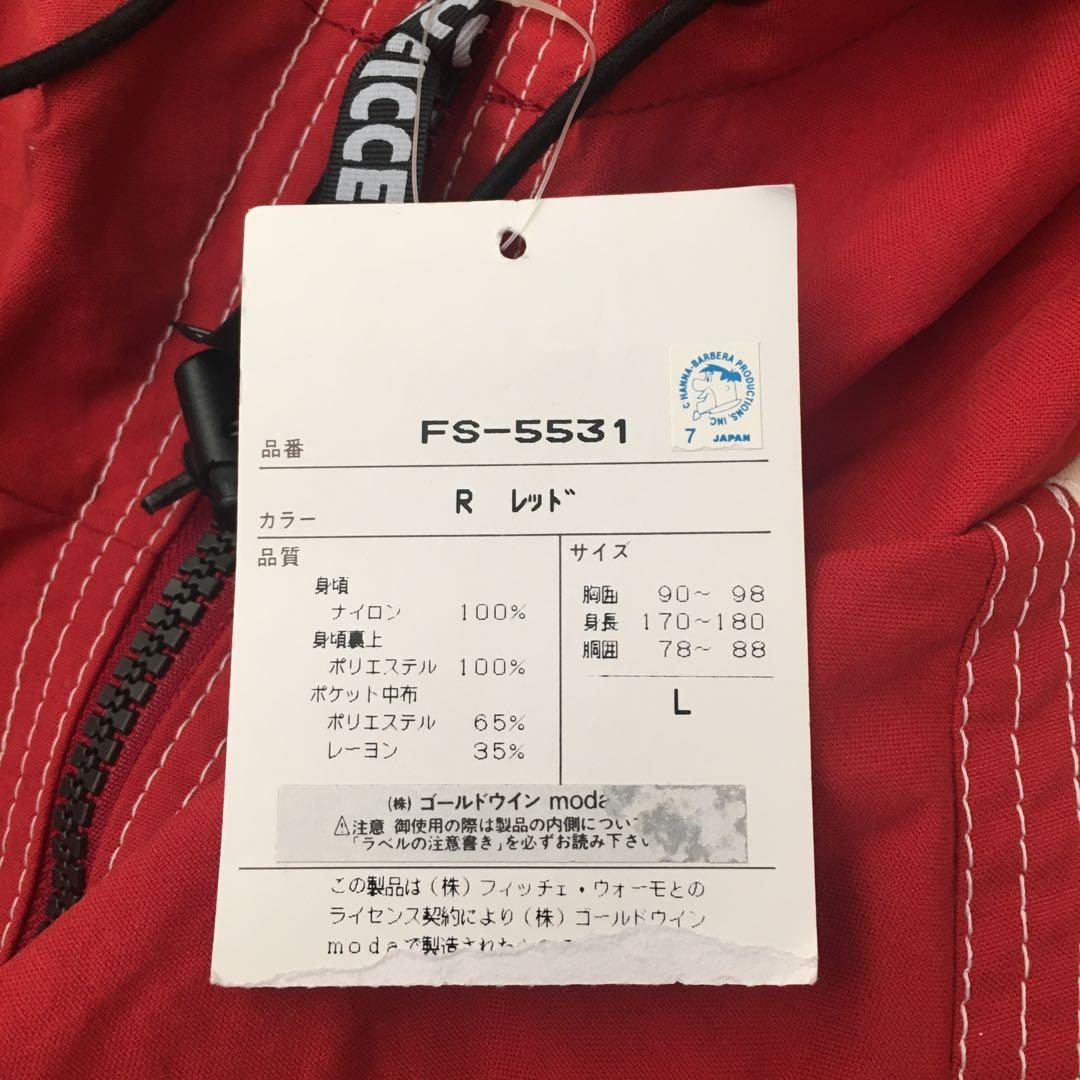 FICCE
© HANNA-BARBERA PRODUCTIONS, INC.
7 JAPAN
品番 FS-5531
カラー R レッド
品質
身頃
ナイロン 100%
身頃裏上
ポリエステル 100%
ポケット中布
ポリエステル 65%
レーヨン 35%
サイズ
胸囲 90~ 98
身長 170~180
胴囲 78~ 88
L
(株) ゴールドウイン moda
⚠注意 御使用の際は製品の内側につい
「ラベルの注意書き」を必ずお読み下さい
この製品は(株)フィッチェ・ウォーモとの
ライセンス契約により(株)ゴールドウイン
modaで製造された